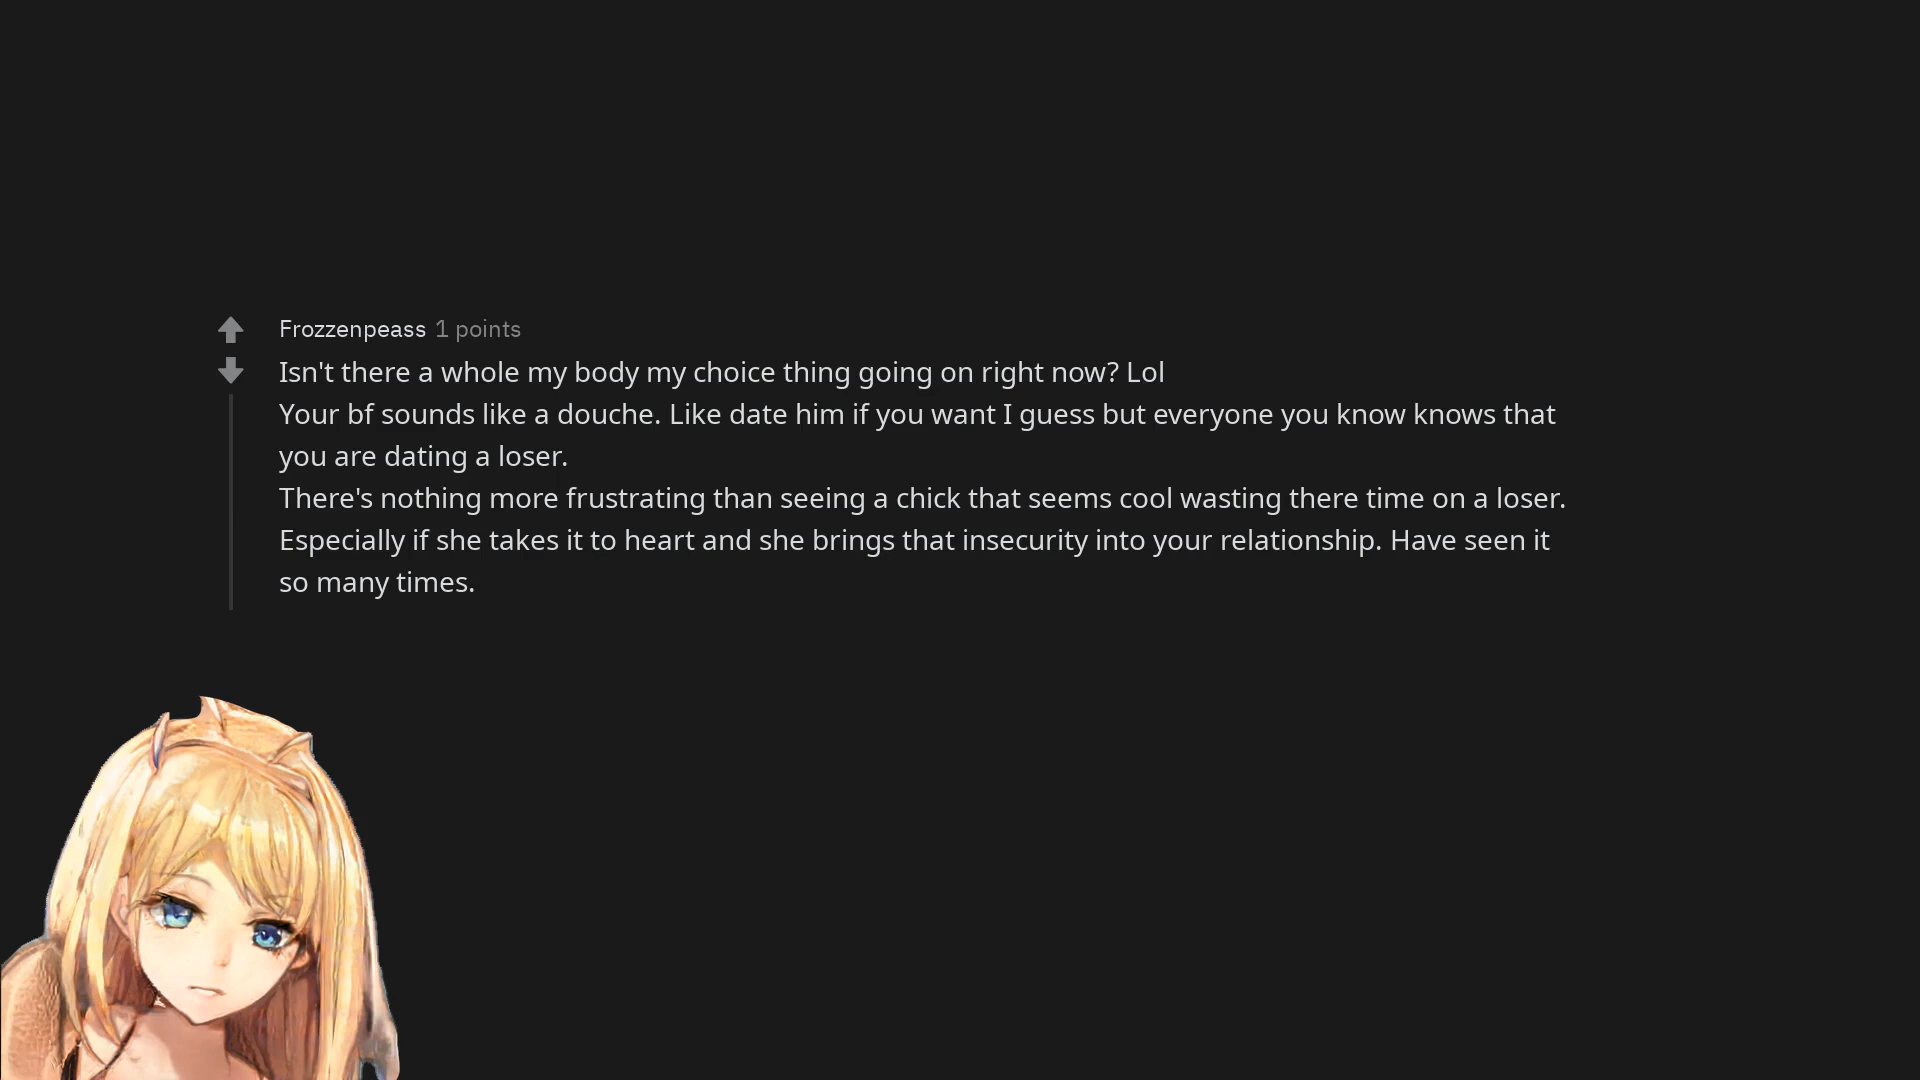 Frozzenpeass 1 points
Isn't there a whole my body my choice thing going on right now? Lol
Your bf sounds like a douche. Like date him if you want I guess but everyone you know knows that
you are dating a loser.
There's nothing more frustrating than seeing a chick that seems cool wasting there time on a loser.
Especially if she takes it to heart and she brings that insecurity into your relationship. Have seen it
so many times.